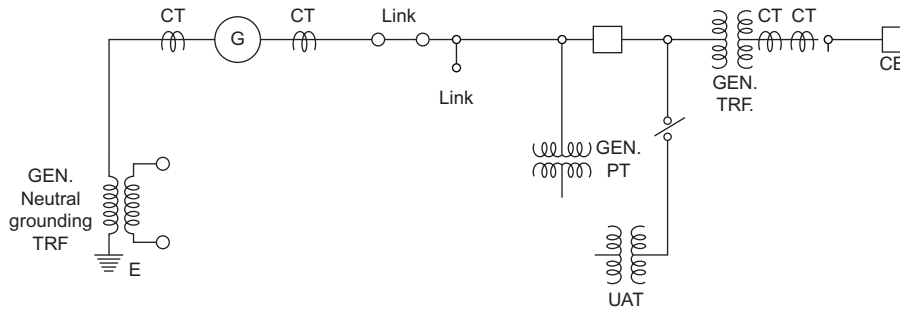 CT
CT
Link
CT CT
G
CB
Link
GEN.
TRF.
GEN.
PT
GEN.
Neutral
grounding
TRF
E
UAT